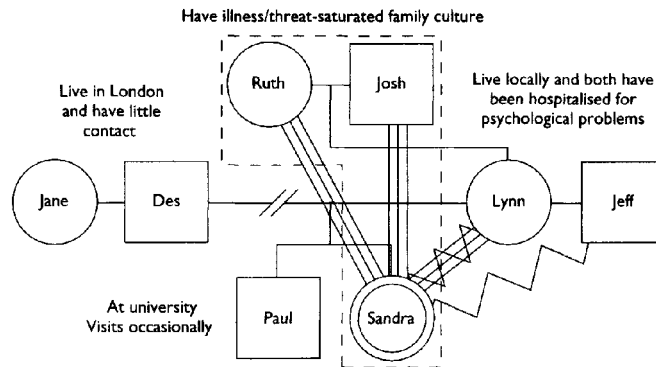 Have illness/threat-saturated family culture
Ruth
Josh
Live in London
and have little
contact
Live locally and both have
been hospitalised for
psychological problems
Jane
Des
Lynn
Jeff
At university
Visits occasionally
Paul
Sandra